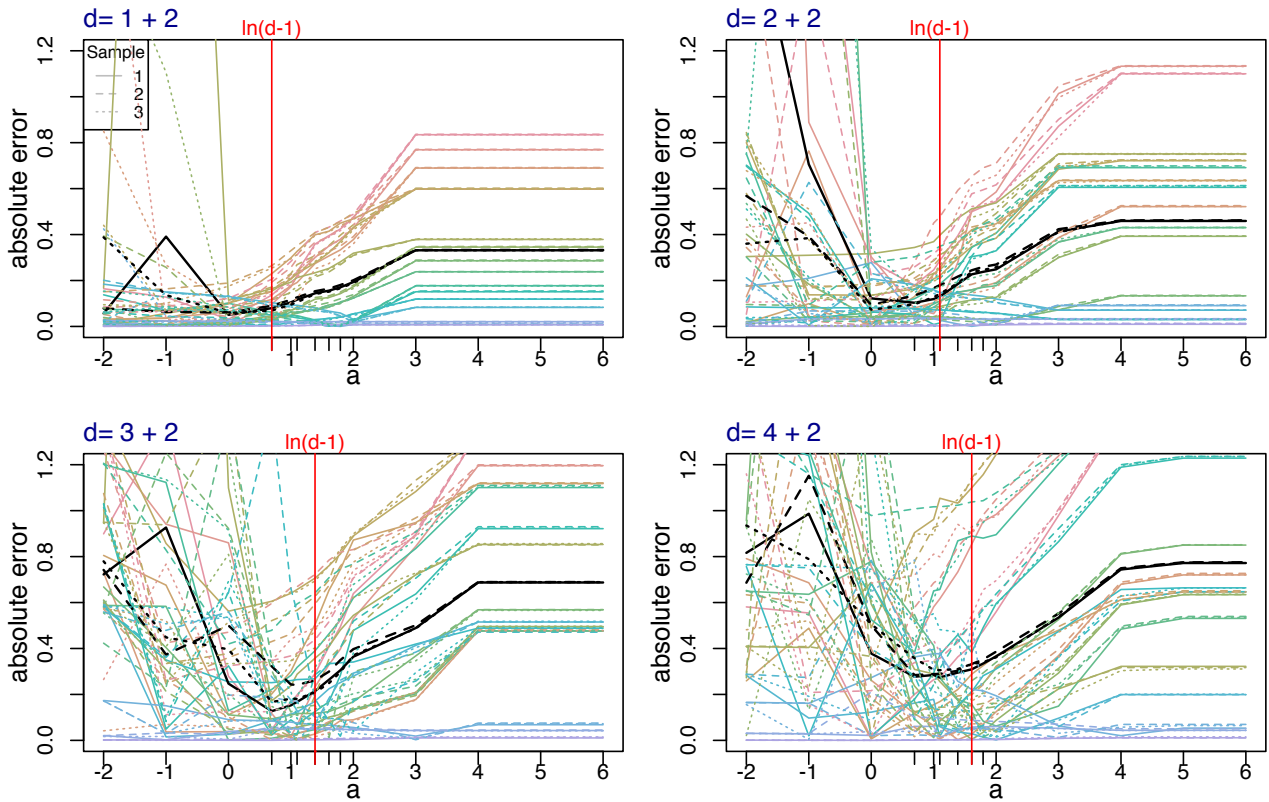 d= 1 + 2
ln(d-1)
absolute error
1.2
0.8
0.4
0.0
Sample
1
2
3
-2 -1 0 1 2 3 4 5 6
a
d= 2 + 2
ln(d-1)
absolute error
1.2
0.8
0.4
0.0
-2 -1 0 1 2 3 4 5 6
a
d= 3 + 2
ln(d-1)
absolute error
1.2
0.8
0.4
0.0
-2 -1 0 1 2 3 4 5 6
a
d= 4 + 2
ln(d-1)
absolute error
1.2
0.8
0.4
0.0
-2 -1 0 1 2 3 4 5 6
a